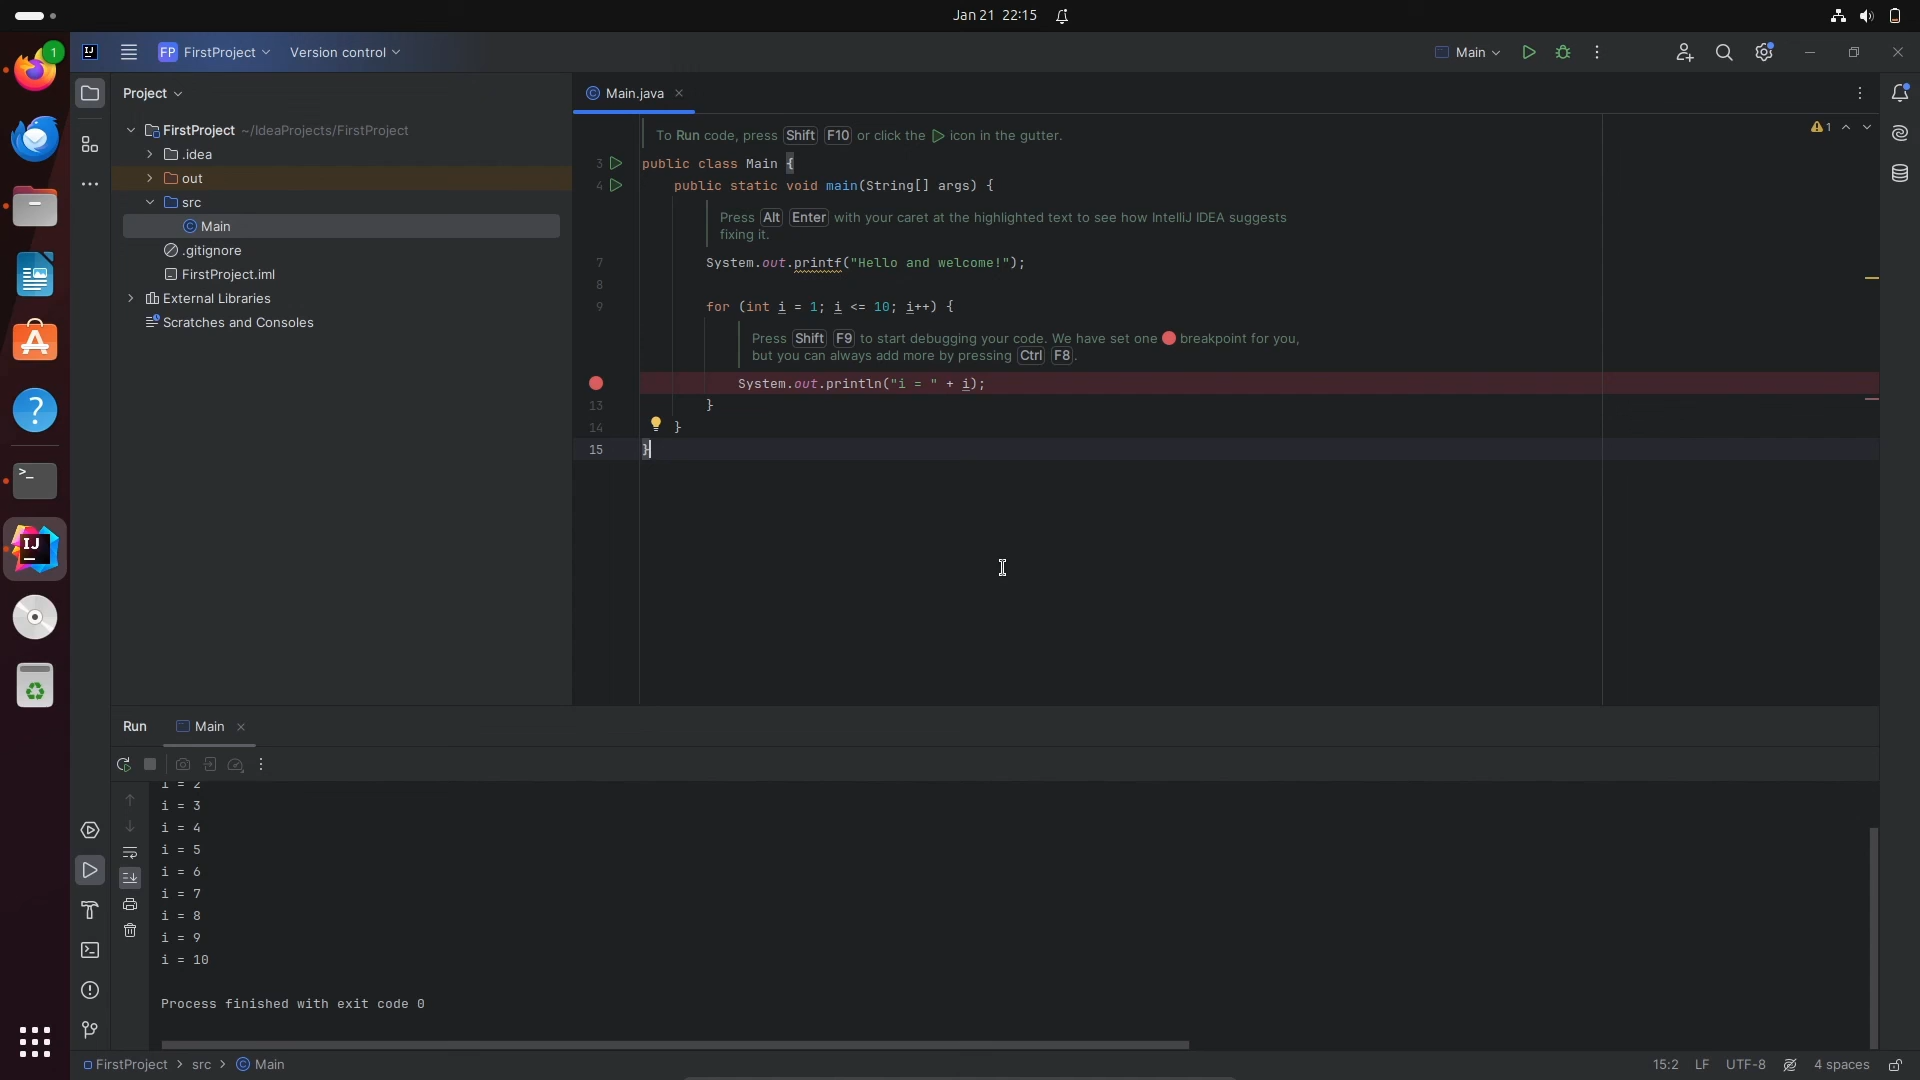 Jan 21 22:15
1
FP FirstProject Version control Main
Project
Main.java
FirstProject ~/IdeaProjects/FirstProject
.idea
out
src
Main
.gitignore
FirstProject.iml
External Libraries
Scratches and Consoles
To Run code, press Shift F10 or click the icon in the gutter.
1
3 public class Main {
4 public static void main(String[] args) {
Press Alt Enter with your caret at the highlighted text to see how IntelliJ IDEA suggests
fixing it.
7 System.out.printf("Hello and welcome!");
8
9 for (int i = 1; i <= 10; i++) {
Press Shift F9 to start debugging your code. We have set one breakpoint for you,
but you can always add more by pressing Ctrl F8.
System.out.println("i = " + i);
13 }
14 }
15 }
IJ
Run Main
i = 2
i = 3
i = 4
i = 5
i = 6
i = 7
i = 8
i = 9
i = 10
Process finished with exit code 0
FirstProject > src > Main
15:2 LF UTF-8 4 spaces